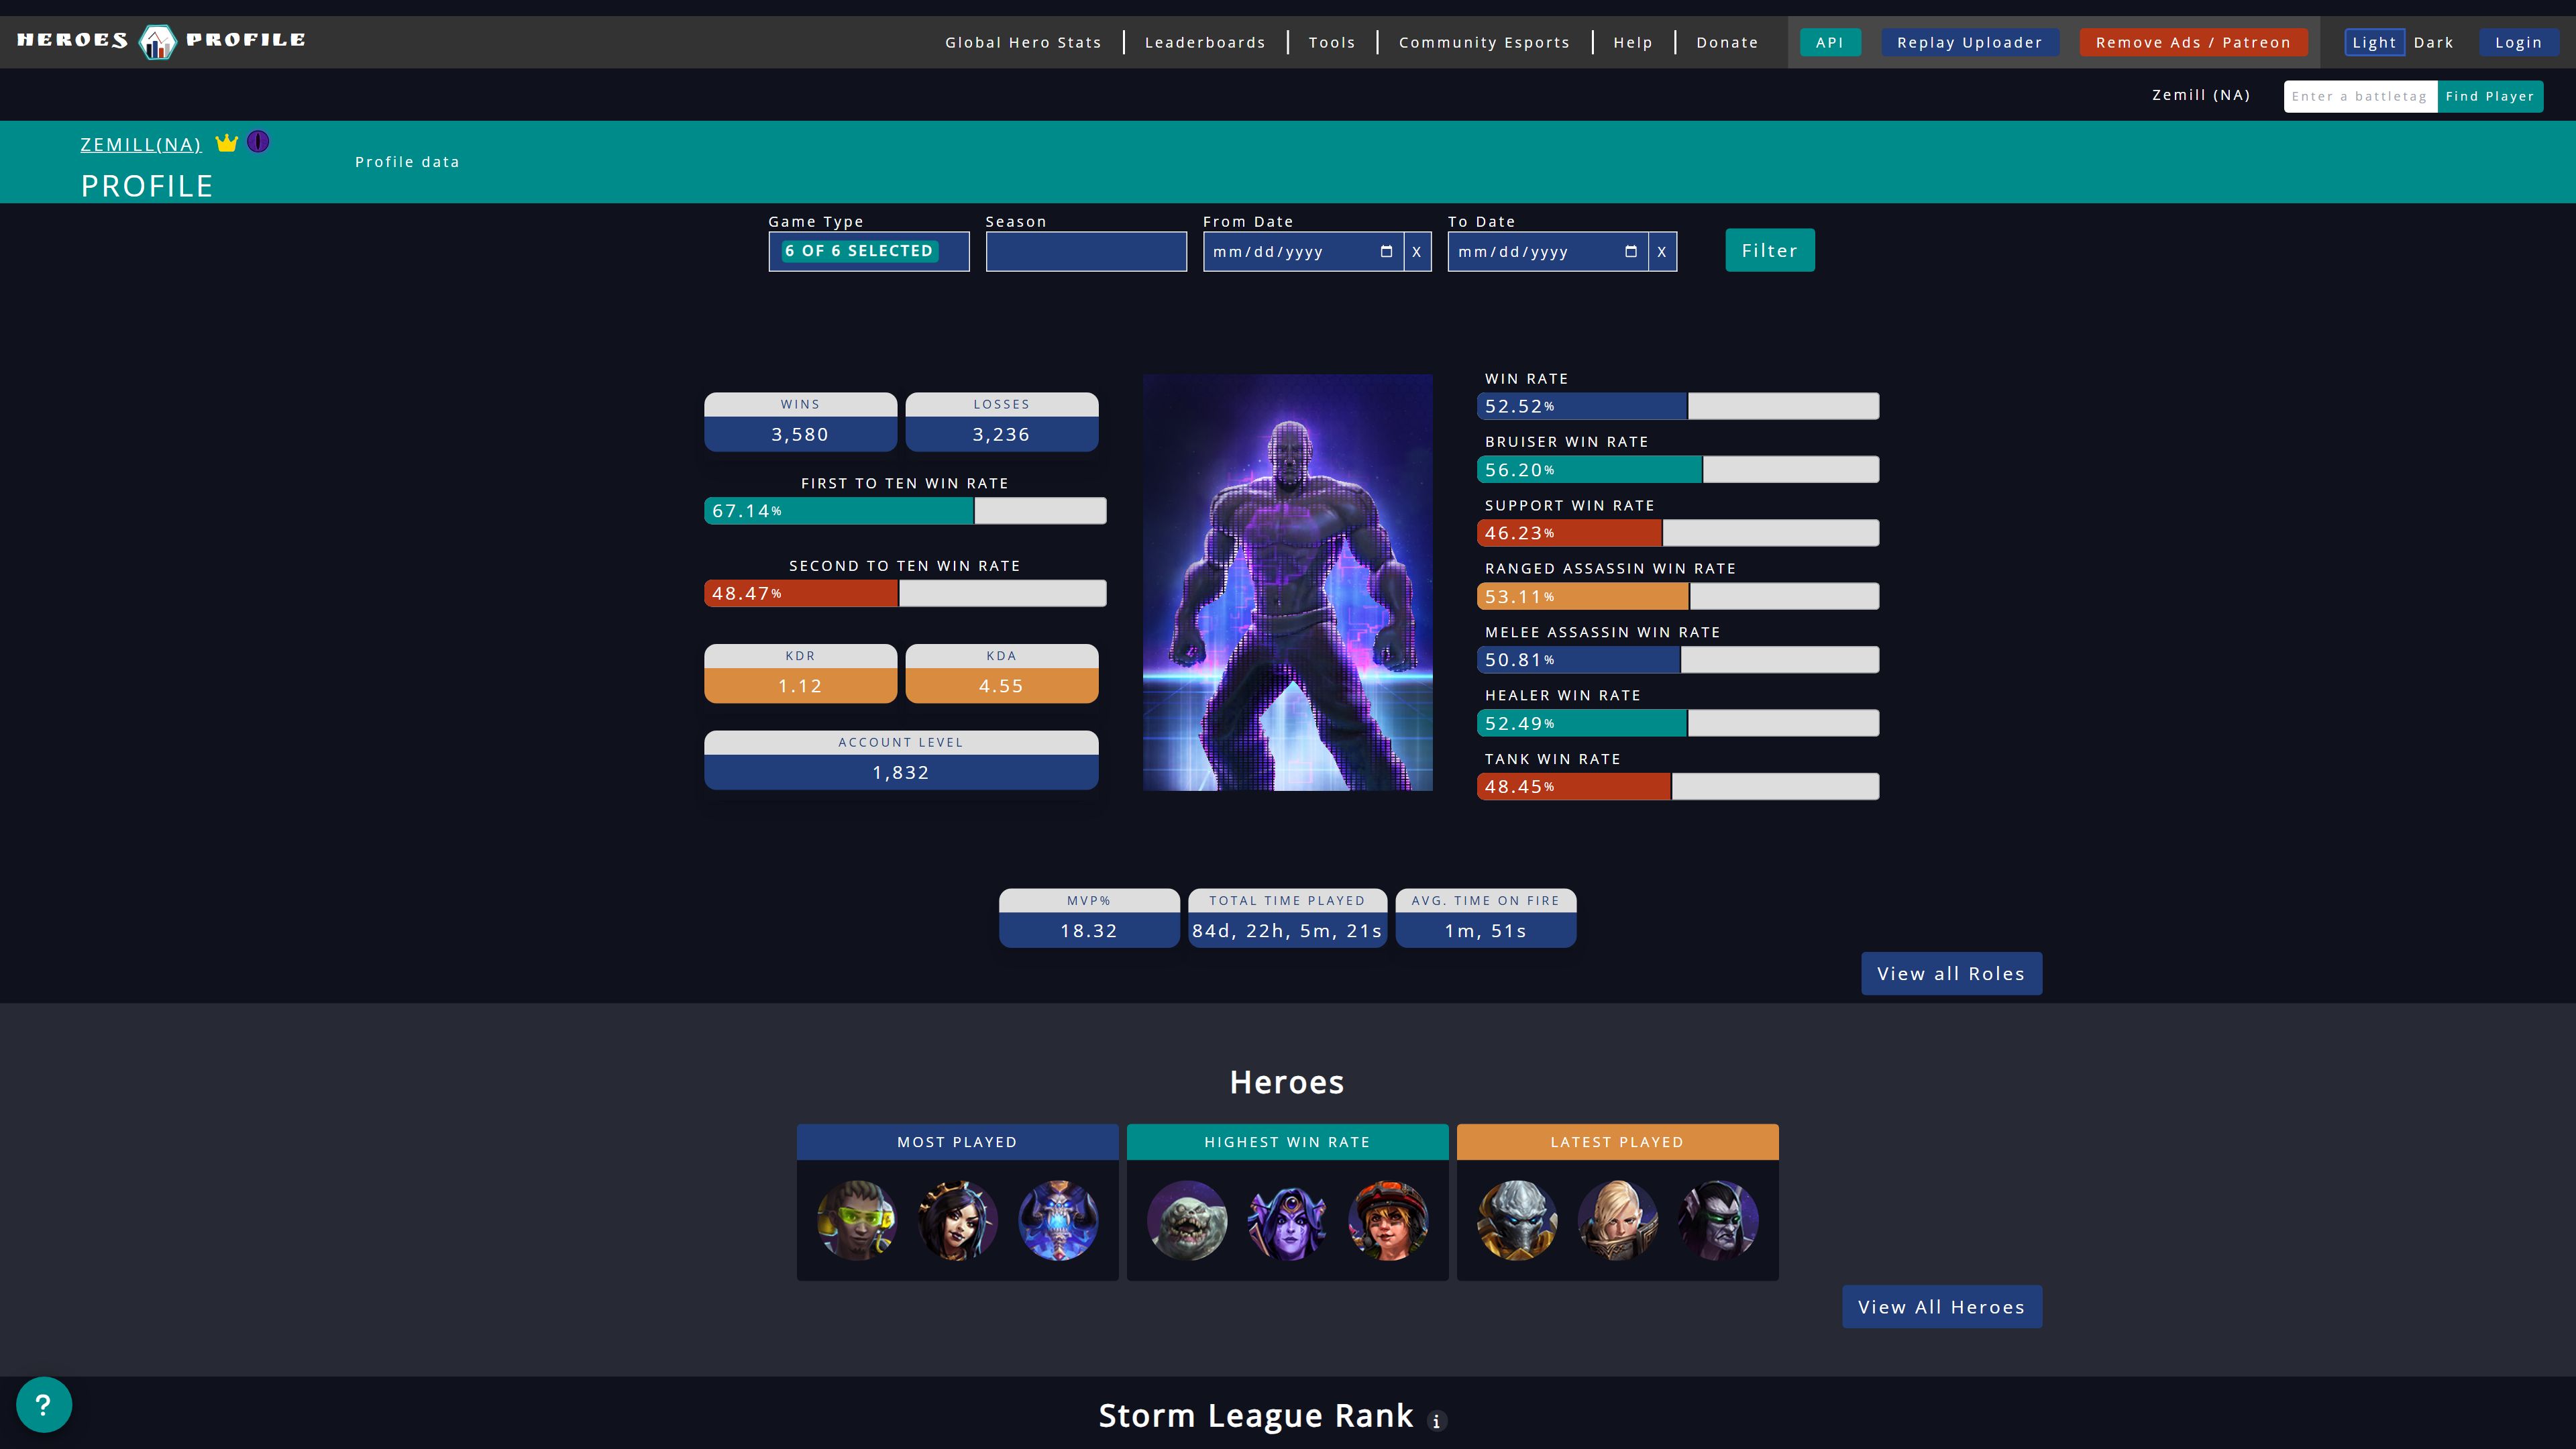 HEROES PROFILE
Global Hero Stats
Leaderboards
Tools
Community Esports
Help
Donate
API
Replay Uploader
Remove Ads / Patreon
Light
Dark
Login
Zemill (NA)
Enter a battletag
Find Player
ZEMILL(NA)
PROFILE
Profile data
Game Type
6 OF 6 SELECTED
Season
From Date
mm/dd/yyyy
X
To Date
mm/dd/yyyy
X
Filter
WINS
3,580
LOSSES
3,236
FIRST TO TEN WIN RATE
67.14%
SECOND TO TEN WIN RATE
48.47%
KDR
1.12
KDA
4.55
ACCOUNT LEVEL
1,832
WIN RATE
52.52%
BRUISER WIN RATE
56.20%
SUPPORT WIN RATE
46.23%
RANGED ASSASSIN WIN RATE
53.11%
MELEE ASSASSIN WIN RATE
50.81%
HEALER WIN RATE
52.49%
TANK WIN RATE
48.45%
MVP%
18.32
TOTAL TIME PLAYED
84d, 22h, 5m, 21s
AVG. TIME ON FIRE
1m, 51s
View all Roles
Heroes
MOST PLAYED
HIGHEST WIN RATE
LATEST PLAYED
View All Heroes
?
Storm League Rank
i